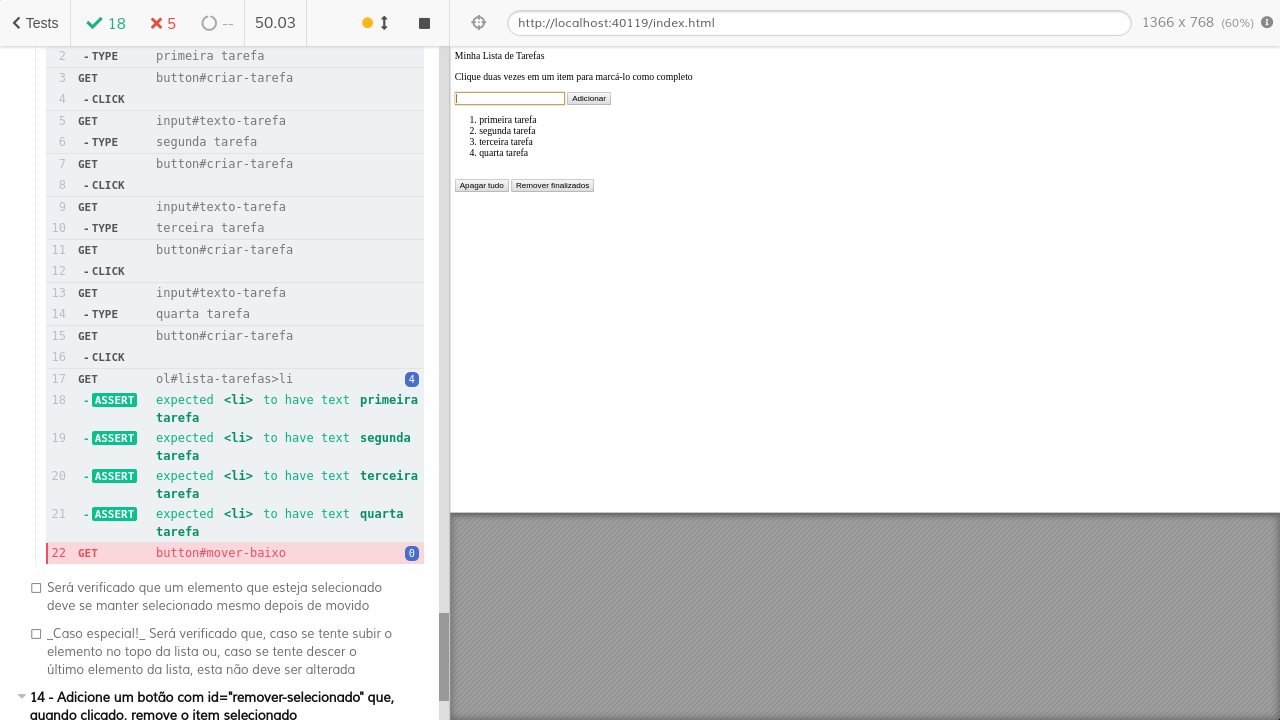 Tests 18 5 -- 50.03 http://localhost:40119/index.html 1366 x 768 (60%)
2 - TYPE primeira tarefa
3 GET button#criar-tarefa
4 - CLICK
5 GET input#texto-tarefa
6 - TYPE segunda tarefa
7 GET button#criar-tarefa
8 - CLICK
9 GET input#texto-tarefa
10 - TYPE terceira tarefa
11 GET button#criar-tarefa
12 - CLICK
13 GET input#texto-tarefa
14 - TYPE quarta tarefa
15 GET button#criar-tarefa
16 - CLICK
17 GET ol#lista-tarefas>li 4
18 - ASSERT expected <li> to have text primeira
tarefa
19 - ASSERT expected <li> to have text segunda
tarefa
20 - ASSERT expected <li> to have text terceira
tarefa
21 - ASSERT expected <li> to have text quarta
tarefa
22 GET button#mover-baixo 0
Será verificado que um elemento que esteja selecionado
deve se manter selecionado mesmo depois de movido
_Caso especial!_ Será verificado que, caso se tente subir o
elemento no topo da lista ou, caso se tente descer o
último elemento da lista, esta não deve ser alterada
14 - Adicione um botão com id="remover-selecionado" que,
quando clicado, remove o item selecionado
Minha Lista de Tarefas
Clique duas vezes em um item para marcá-lo como completo
Adicionar
1. primeira tarefa
2. segunda tarefa
3. terceira tarefa
4. quarta tarefa
Apagar tudo Remover finalizados